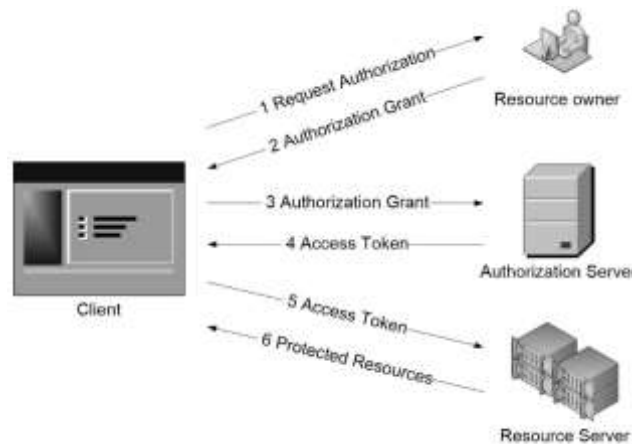 1 Request Authorization
Resource owner
2 Authorization Grant
3 Authorization Grant
4 Access Token
Authorization Server
Client
5 Access Token
6 Protected Resources
Resource Server